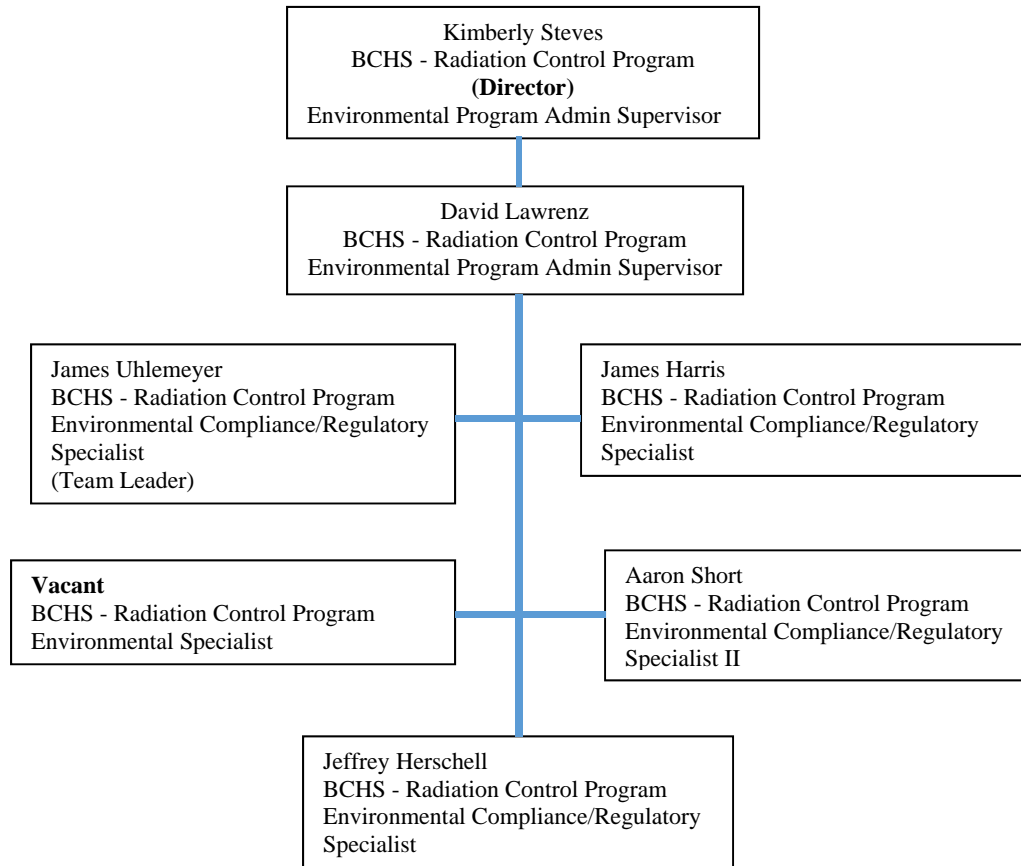 Kimberly Steves
BCHS - Radiation Control Program
(Director)
Environmental Program Admin Supervisor
David Lawrenz
BCHS - Radiation Control Program
Environmental Program Admin Supervisor
James Uhlemeyer
BCHS - Radiation Control Program
Environmental Compliance/Regulatory
Specialist
(Team Leader)
James Harris
BCHS - Radiation Control Program
Environmental Compliance/Regulatory
Specialist
Vacant
BCHS - Radiation Control Program
Environmental Specialist
Aaron Short
BCHS - Radiation Control Program
Environmental Compliance/Regulatory
Specialist II
Jeffrey Herschell
BCHS - Radiation Control Program
Environmental Compliance/Regulatory
Specialist